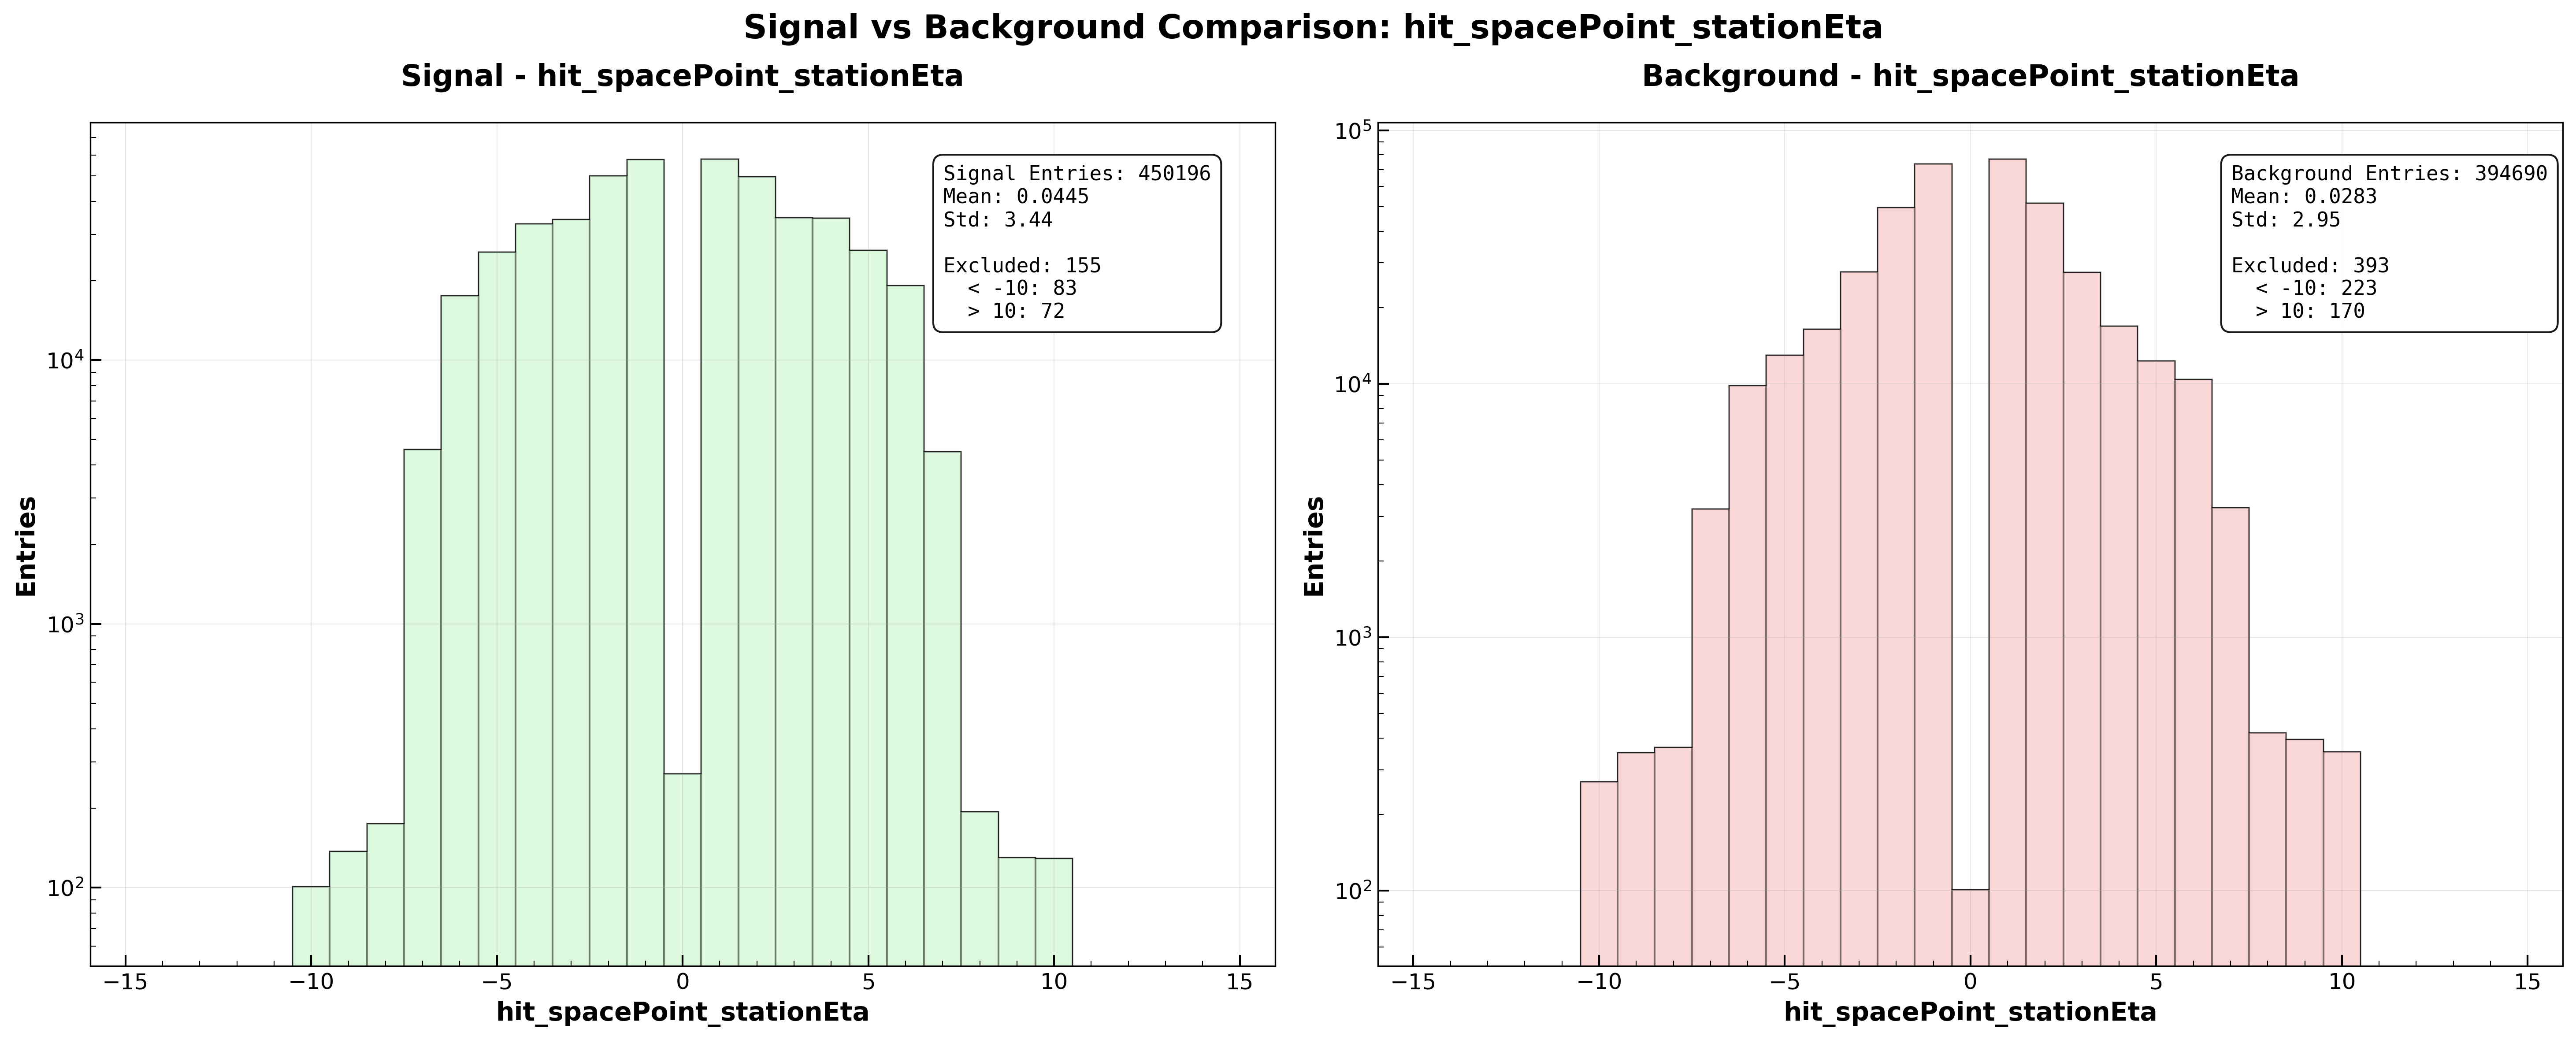 Signal vs Background Comparison: hit_spacePoint_stationEta
Signal - hit_spacePoint_stationEta
Signal Entries: 450196
Mean: 0.0445
Std: 3.44
Excluded: 155
< -10: 83
> 10: 72
Entries
10^4
10^3
10^2
−15 −10 −5 0 5 10 15
hit_spacePoint_stationEta
Background - hit_spacePoint_stationEta
Background Entries: 394690
Mean: 0.0283
Std: 2.95
Excluded: 393
< -10: 223
> 10: 170
Entries
10^5
10^4
10^3
10^2
−15 −10 −5 0 5 10 15
hit_spacePoint_stationEta